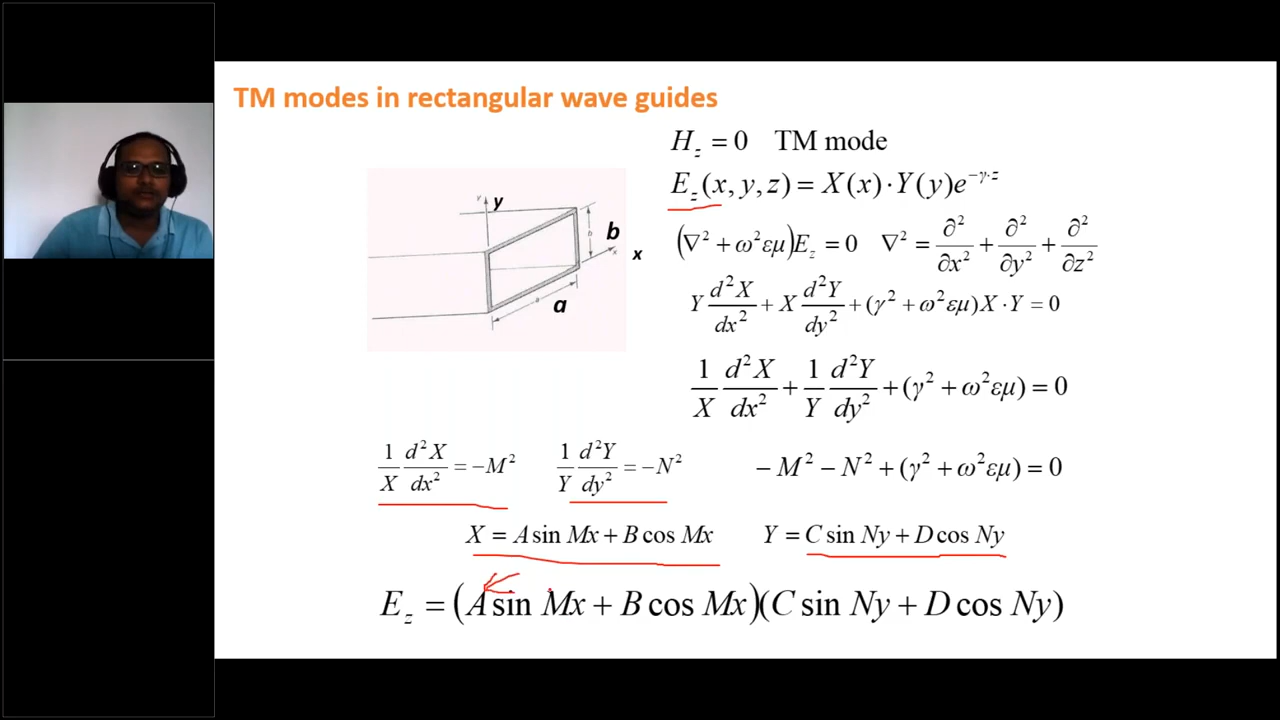 TM modes in rectangular wave guides
H_z = 0 TM mode
E_z(x, y, z) = X(x) · Y(y)e^{−γ·z}
(∇² + ω²εμ)E_z = 0 ∇² = ∂²/∂x² + ∂²/∂y² + ∂²/∂z²
y
b
x
a
Y d²X/dx² + X d²Y/dy² + (γ² + ω²εμ)X · Y = 0
1/X d²X/dx² + 1/Y d²Y/dy² + (γ² + ω²εμ) = 0
1/X d²X/dx² = −M² 1/Y d²Y/dy² = −N² − M² − N² + (γ² + ω²εμ) = 0
X = A sin Mx + B cos Mx Y = C sin Ny + D cos Ny
E_z = (A sin Mx + B cos Mx)(C sin Ny + D cos Ny)